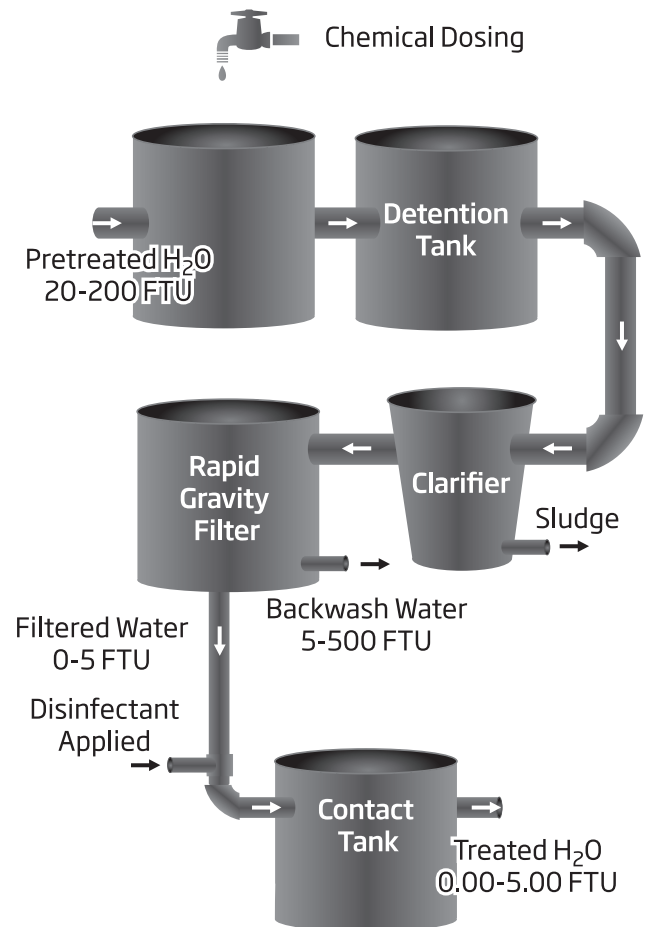 Chemical Dosing
Pretreated H₂O
20-200 FTU
Detention
Tank
Rapid
Gravity
Filter
Clarifier
Sludge
Backwash Water
5-500 FTU
Filtered Water
0-5 FTU
Disinfectant
Applied
Contact
Tank
Treated H₂O
0.00-5.00 FTU